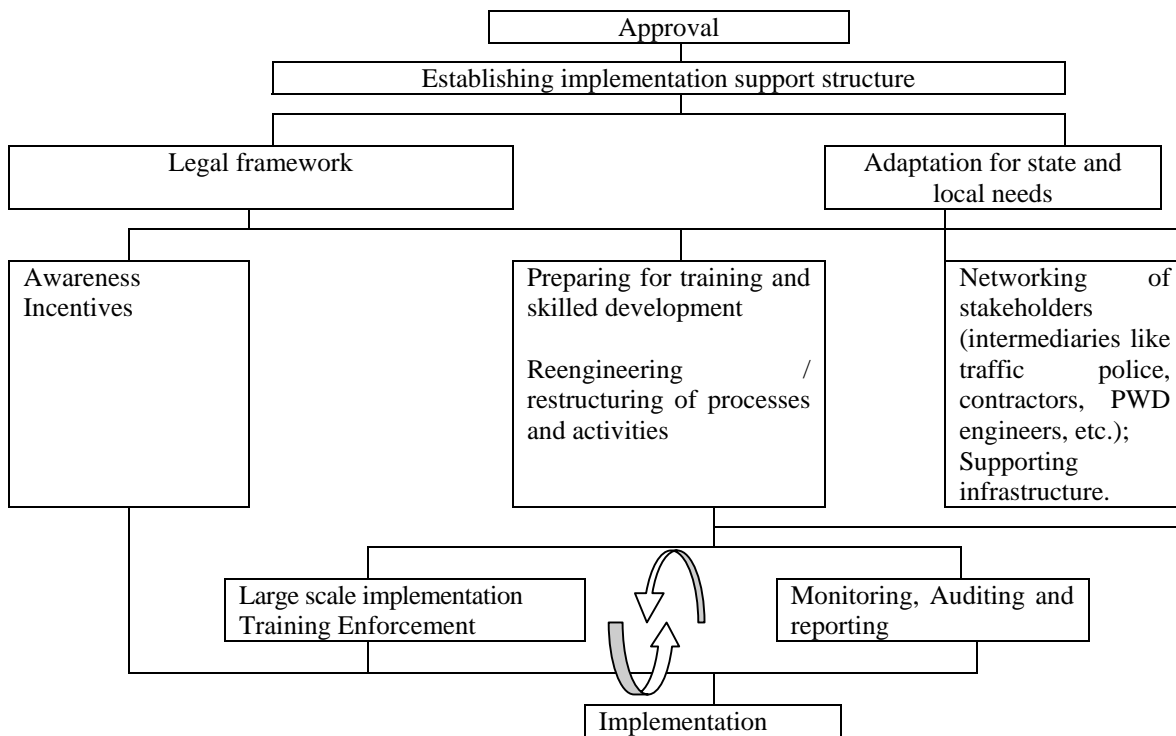 Approval
Establishing implementation support structure
Legal framework
Adaptation for state and
local needs
Awareness
Incentives
Preparing for training and
skilled development
Reengineering /
restructuring of processes
and activities
Networking of
stakeholders
(intermediaries like
traffic police,
contractors, PWD
engineers, etc.);
Supporting
infrastructure.
Large scale implementation
Training Enforcement
Monitoring, Auditing and
reporting
Implementation